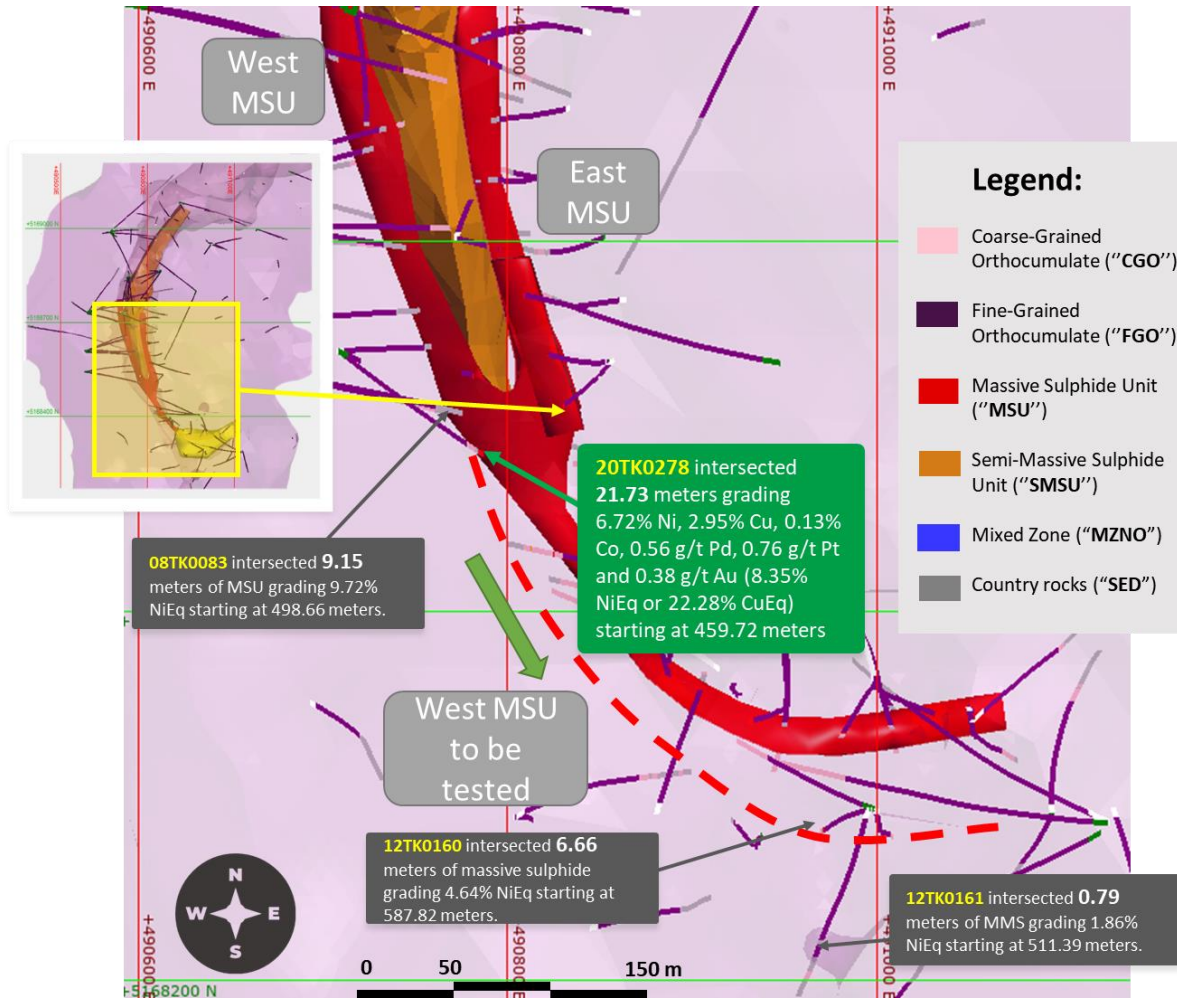 +490600 E
+490800 E
+491000 E
West
MSU
East
MSU
Legend:
Coarse-Grained
Orthocumulate (‘’CGO’’)
Fine-Grained
Orthocumulate (‘’FGO’’)
Massive Sulphide Unit
(‘’MSU’’)
Semi-Massive Sulphide
Unit (‘’SMSU’’)
Mixed Zone (“MZNO”)
Country rocks (“SED”)
20TK0278 intersected
21.73 meters grading
6.72% Ni, 2.95% Cu, 0.13%
Co, 0.56 g/t Pd, 0.76 g/t Pt
and 0.38 g/t Au (8.35%
NiEq or 22.28% CuEq)
starting at 459.72 meters
08TK0083 intersected 9.15
meters of MSU grading 9.72%
NiEq starting at 498.66 meters.
West MSU
to be
tested
12TK0160 intersected 6.66
meters of massive sulphide
grading 4.64% NiEq starting at
587.82 meters.
12TK0161 intersected 0.79
meters of MMS grading 1.86%
NiEq starting at 511.39 meters.
N
W E
S
0 50 150 m
+490600 E
+490800 E
+491000 E
+5168200 N